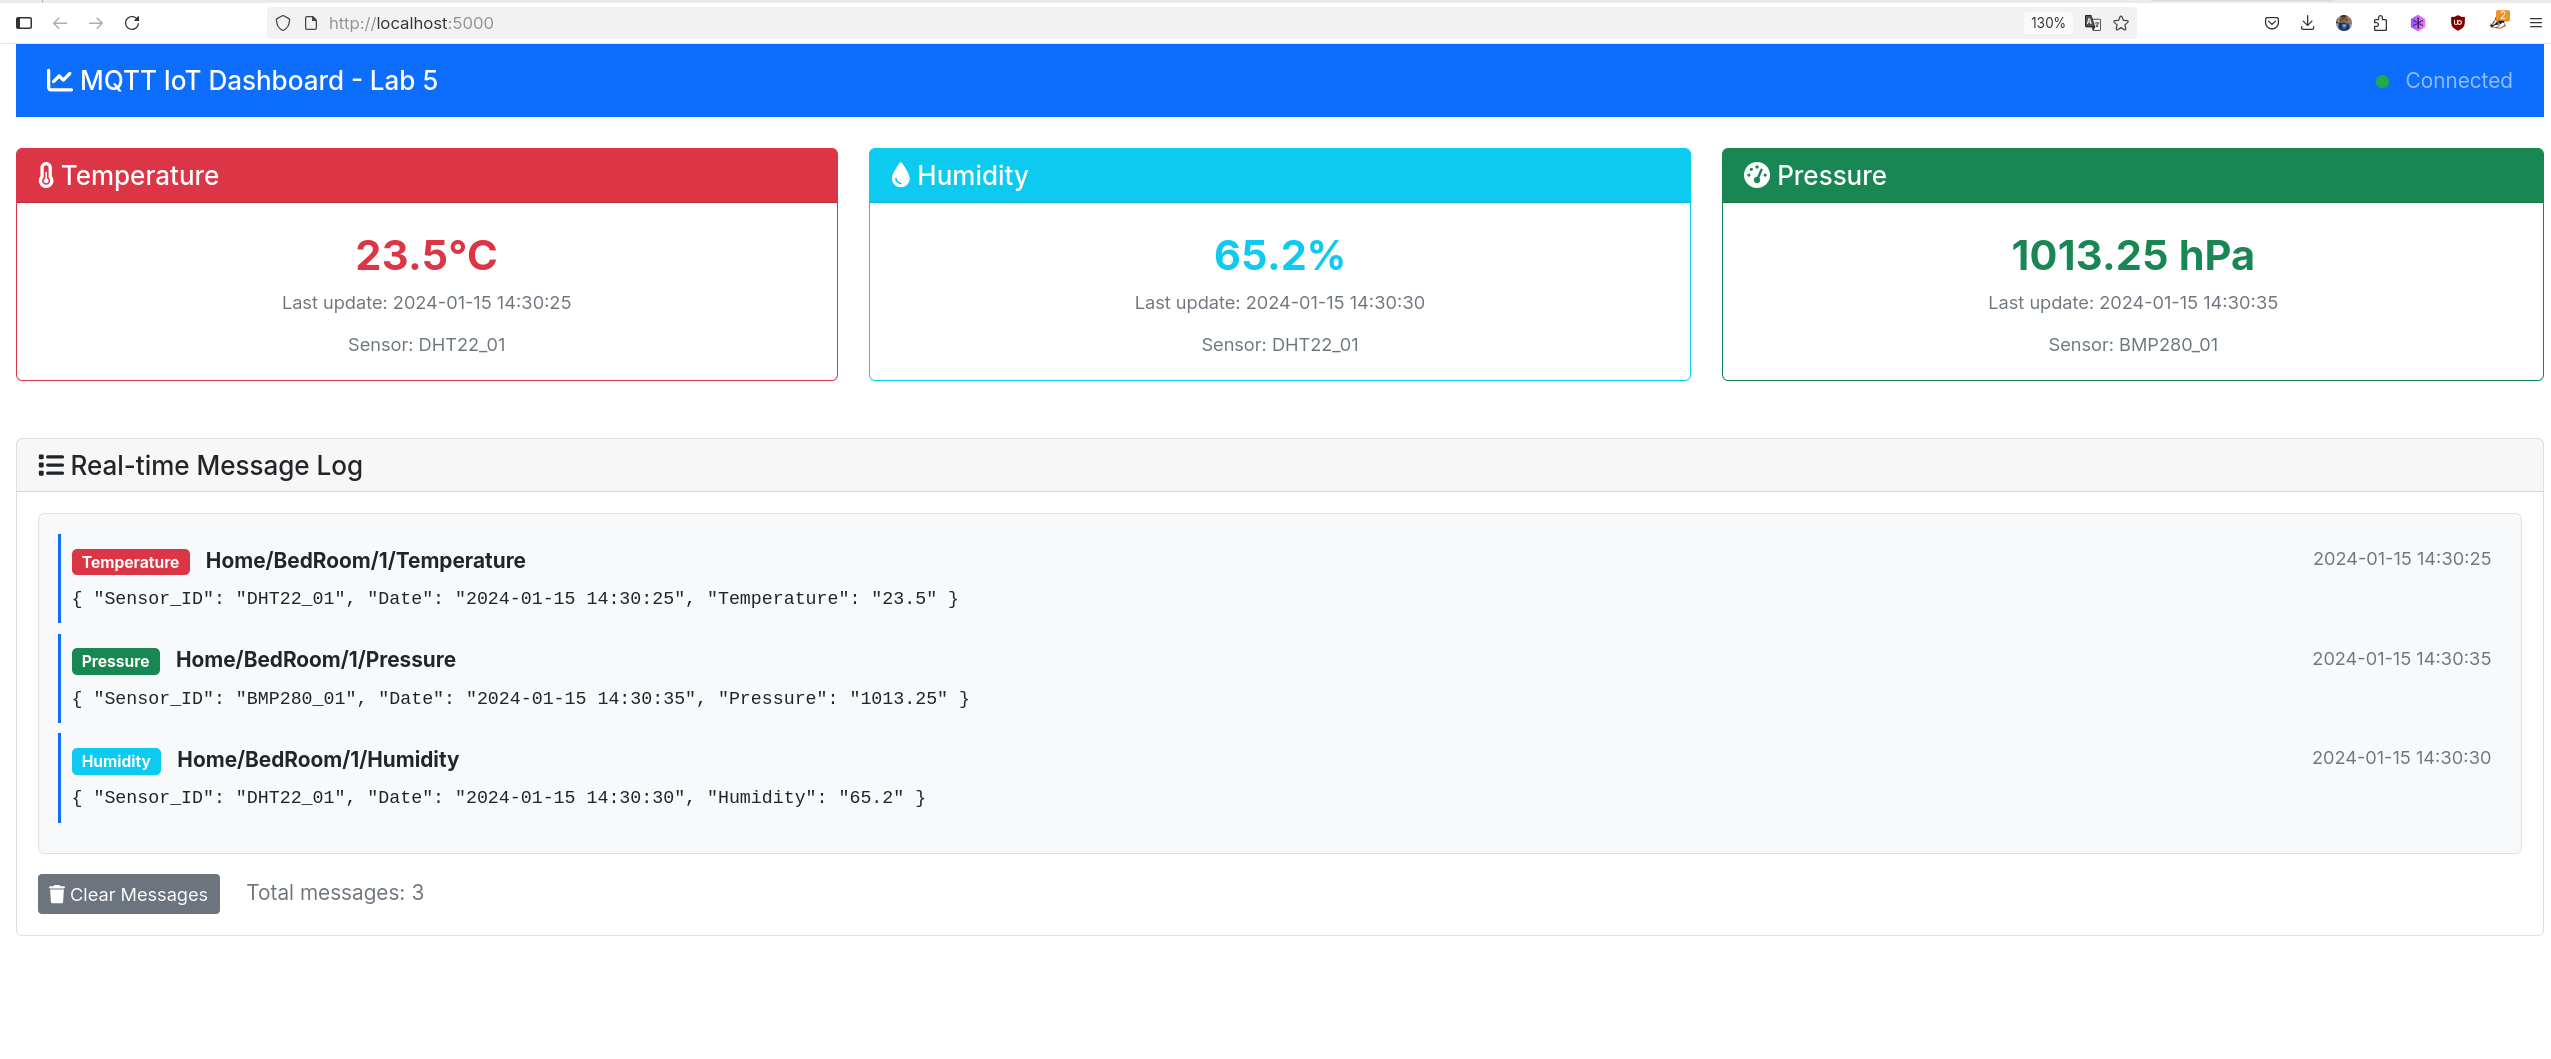 http://localhost:5000
130%
2
MQTT IoT Dashboard - Lab 5
Connected
Temperature
23.5°C
Last update: 2024-01-15 14:30:25
Sensor: DHT22_01
Humidity
65.2%
Last update: 2024-01-15 14:30:30
Sensor: DHT22_01
Pressure
1013.25 hPa
Last update: 2024-01-15 14:30:35
Sensor: BMP280_01
Real-time Message Log
Temperature Home/BedRoom/1/Temperature 2024-01-15 14:30:25
{ "Sensor_ID": "DHT22_01", "Date": "2024-01-15 14:30:25", "Temperature": "23.5" }
Pressure Home/BedRoom/1/Pressure 2024-01-15 14:30:35
{ "Sensor_ID": "BMP280_01", "Date": "2024-01-15 14:30:35", "Pressure": "1013.25" }
Humidity Home/BedRoom/1/Humidity 2024-01-15 14:30:30
{ "Sensor_ID": "DHT22_01", "Date": "2024-01-15 14:30:30", "Humidity": "65.2" }
Clear Messages Total messages: 3